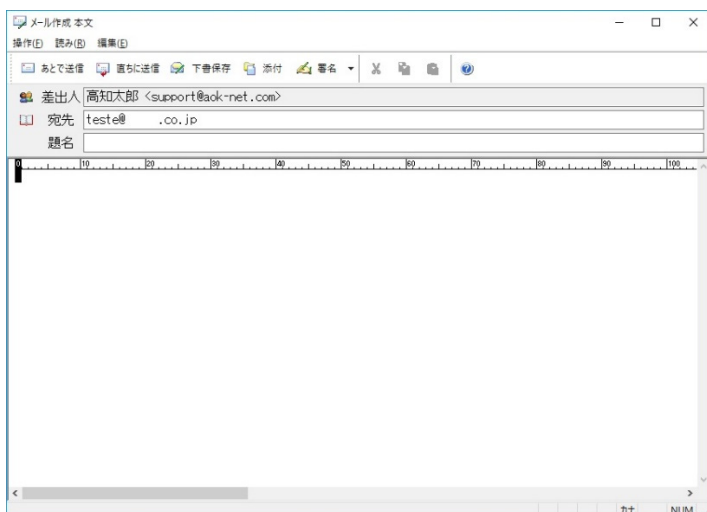 メール作成 本文
操作(F) 読み(R) 編集(E)
あとで送信 直ちに送信 下書保存 添付 署名
差出人 高知太郎 <support@aok-net.com>
宛先 teste@ .co.jp
題名
0 10 20 30 40 50 60 70 80 90 100
カナ NUM